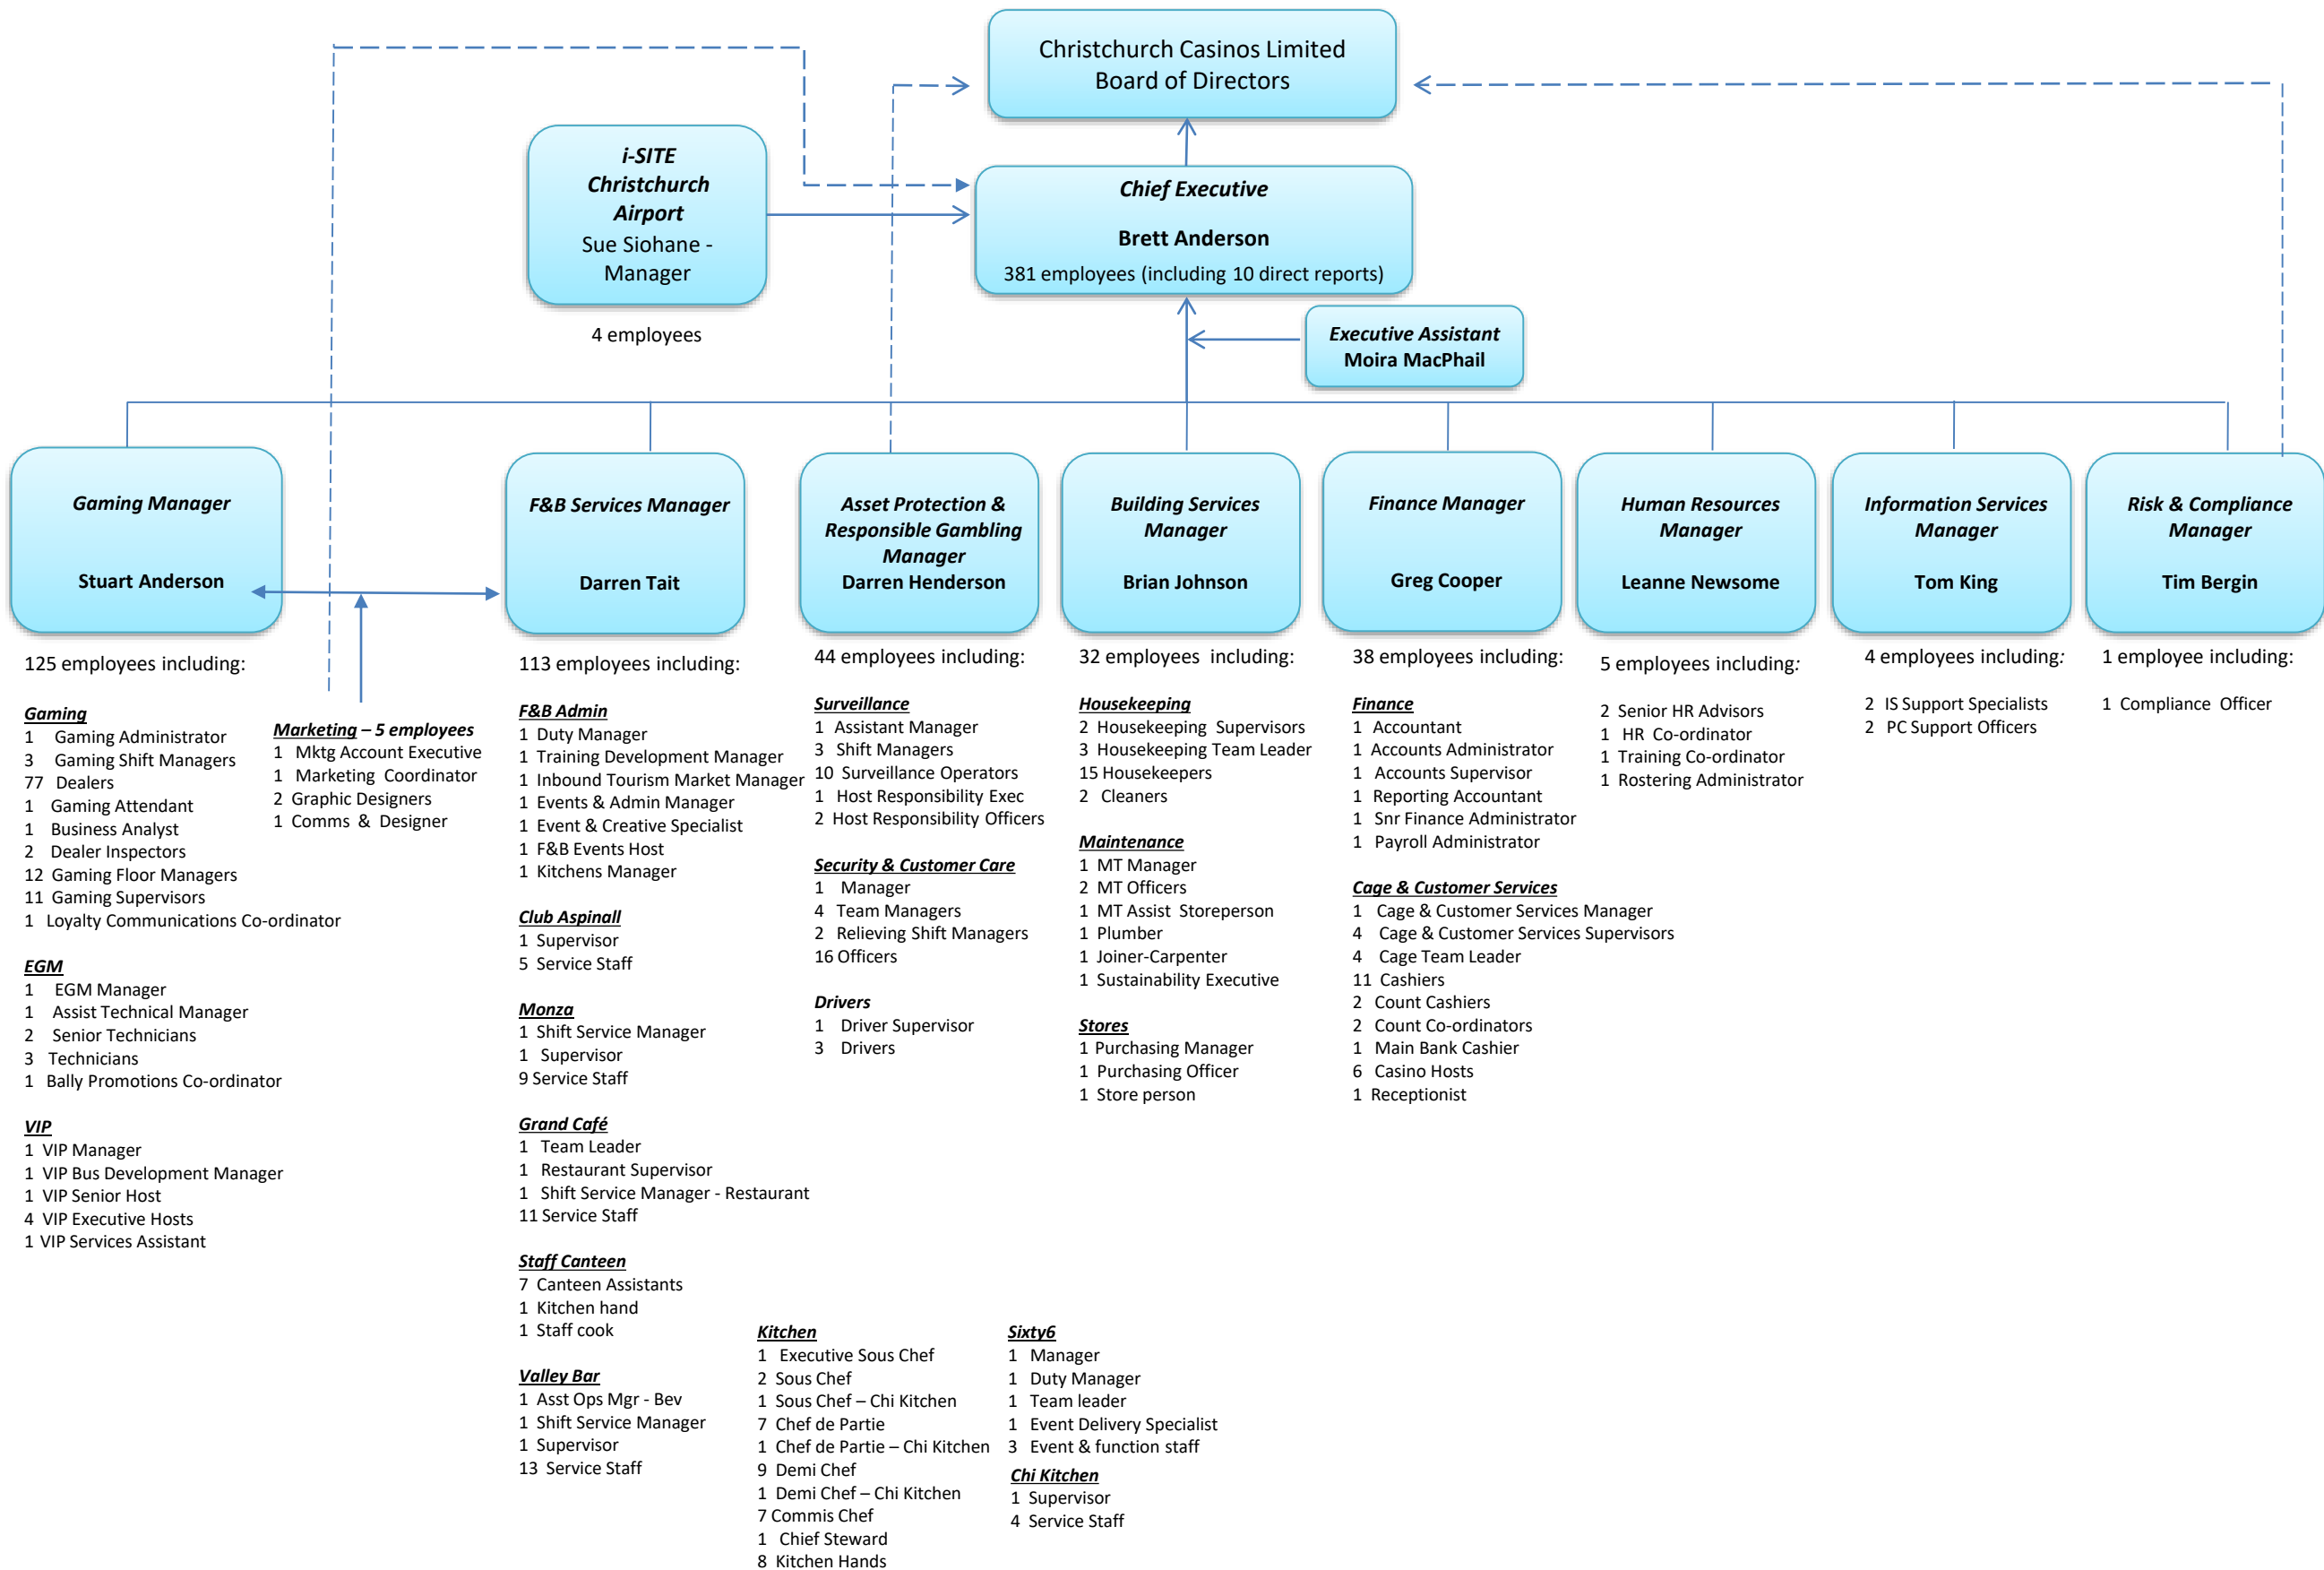 Christchurch Casinos Limited
Board of Directors
i-SITE
Christchurch
Airport
Sue Siohane -
Manager
4 employees
Chief Executive
Brett Anderson
381 employees (including 10 direct reports)
Executive Assistant
Moira MacPhail
Gaming Manager
Stuart Anderson
125 employees including:
Gaming
1 Gaming Administrator
3 Gaming Shift Managers
77 Dealers
1 Gaming Attendant
1 Business Analyst
2 Dealer Inspectors
12 Gaming Floor Managers
11 Gaming Supervisors
1 Loyalty Communications Co-ordinator
EGM
1 EGM Manager
1 Assist Technical Manager
2 Senior Technicians
3 Technicians
1 Bally Promotions Co-ordinator
VIP
1 VIP Manager
1 VIP Bus Development Manager
1 VIP Senior Host
4 VIP Executive Hosts
1 VIP Services Assistant
Marketing – 5 employees
1 Mktg Account Executive
1 Marketing Coordinator
2 Graphic Designers
1 Comms & Designer
F&B Services Manager
Darren Tait
113 employees including:
F&B Admin
1 Duty Manager
1 Training Development Manager
1 Inbound Tourism Market Manager
1 Events & Admin Manager
1 Event & Creative Specialist
1 F&B Events Host
1 Kitchens Manager
Club Aspinall
1 Supervisor
5 Service Staff
Monza
1 Shift Service Manager
1 Supervisor
9 Service Staff
Grand Café
1 Team Leader
1 Restaurant Supervisor
1 Shift Service Manager - Restaurant
11 Service Staff
Staff Canteen
7 Canteen Assistants
1 Kitchen hand
1 Staff cook
Valley Bar
1 Asst Ops Mgr - Bev
1 Shift Service Manager
1 Supervisor
13 Service Staff
Kitchen
1 Executive Sous Chef
2 Sous Chef
1 Sous Chef – Chi Kitchen
7 Chef de Partie
1 Chef de Partie – Chi Kitchen
9 Demi Chef
1 Demi Chef – Chi Kitchen
7 Commis Chef
1 Chief Steward
8 Kitchen Hands
Sixty6
1 Manager
1 Duty Manager
1 Team leader
1 Event Delivery Specialist
3 Event & function staff
Chi Kitchen
1 Supervisor
4 Service Staff
Asset Protection &
Responsible Gambling
Manager
Darren Henderson
44 employees including:
Surveillance
1 Assistant Manager
3 Shift Managers
10 Surveillance Operators
1 Host Responsibility Exec
2 Host Responsibility Officers
Security & Customer Care
1 Manager
4 Team Managers
2 Relieving Shift Managers
16 Officers
Drivers
1 Driver Supervisor
3 Drivers
Building Services
Manager
Brian Johnson
32 employees including:
Housekeeping
2 Housekeeping Supervisors
3 Housekeeping Team Leader
15 Housekeepers
2 Cleaners
Maintenance
1 MT Manager
2 MT Officers
1 MT Assist Storeperson
1 Plumber
1 Joiner-Carpenter
1 Sustainability Executive
Stores
1 Purchasing Manager
1 Purchasing Officer
1 Store person
Finance Manager
Greg Cooper
38 employees including:
Finance
1 Accountant
1 Accounts Administrator
1 Accounts Supervisor
1 Reporting Accountant
1 Snr Finance Administrator
1 Payroll Administrator
Cage & Customer Services
1 Cage & Customer Services Manager
4 Cage & Customer Services Supervisors
4 Cage Team Leader
11 Cashiers
2 Count Cashiers
2 Count Co-ordinators
1 Main Bank Cashier
6 Casino Hosts
1 Receptionist
Human Resources
Manager
Leanne Newsome
5 employees including:
2 Senior HR Advisors
1 HR Co-ordinator
1 Training Co-ordinator
1 Rostering Administrator
Information Services
Manager
Tom King
4 employees including:
2 IS Support Specialists
2 PC Support Officers
Risk & Compliance
Manager
Tim Bergin
1 employee including:
1 Compliance Officer